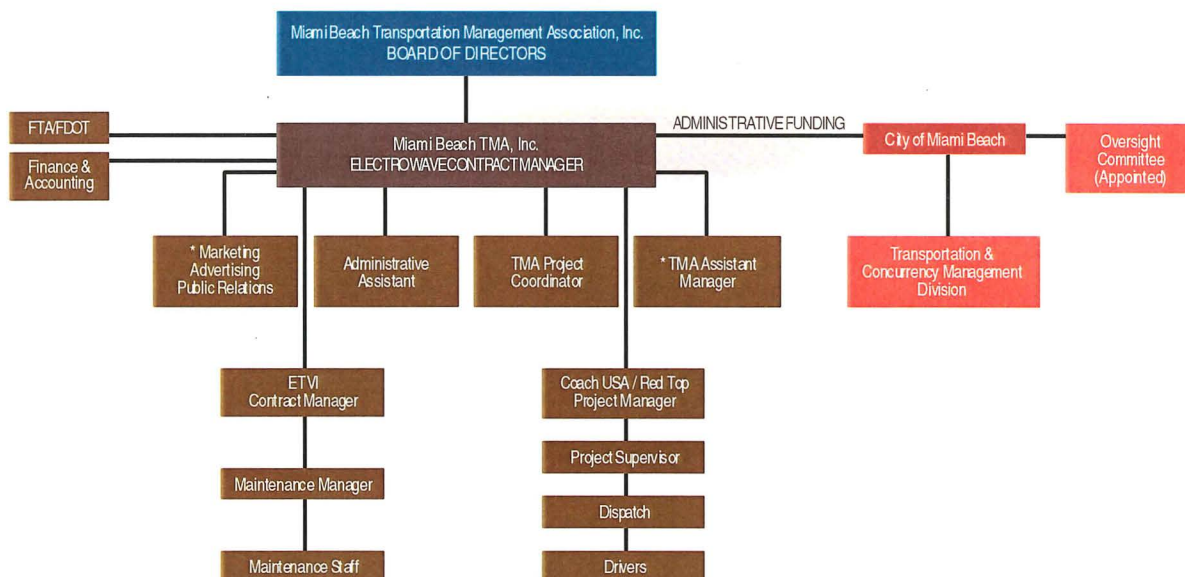 Miami Beach Transportation Management Association, Inc.
BOARD OF DIRECTORS
FTA/FDOT
Finance &
Accounting
Miami Beach TMA, Inc.
ELECTROWAVE CONTRACT MANAGER
ADMINISTRATIVE FUNDING
City of Miami Beach
Oversight
Committee
(Appointed)
* Marketing
Advertising
Public Relations
Administrative
Assistant
TMA Project
Coordinator
* TMA Assistant
Manager
Transportation &
Concurrency Management
Division
ETVI
Contract Manager
Maintenance Manager
Maintenance Staff
Coach USA / Red Top
Project Manager
Project Supervisor
Dispatch
Drivers